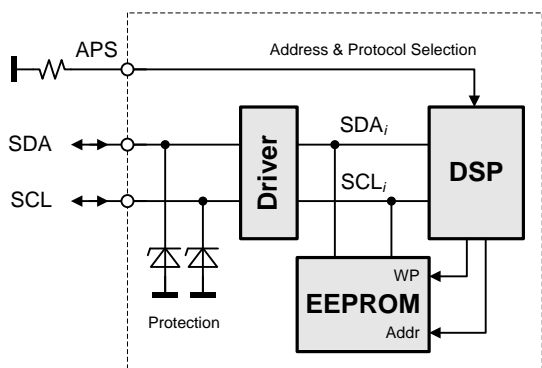 APS
Address & Protocol Selection
SDA
SCL
Driver
SDAi
SCLi
DSP
EEPROM
WP
Addr
Protection